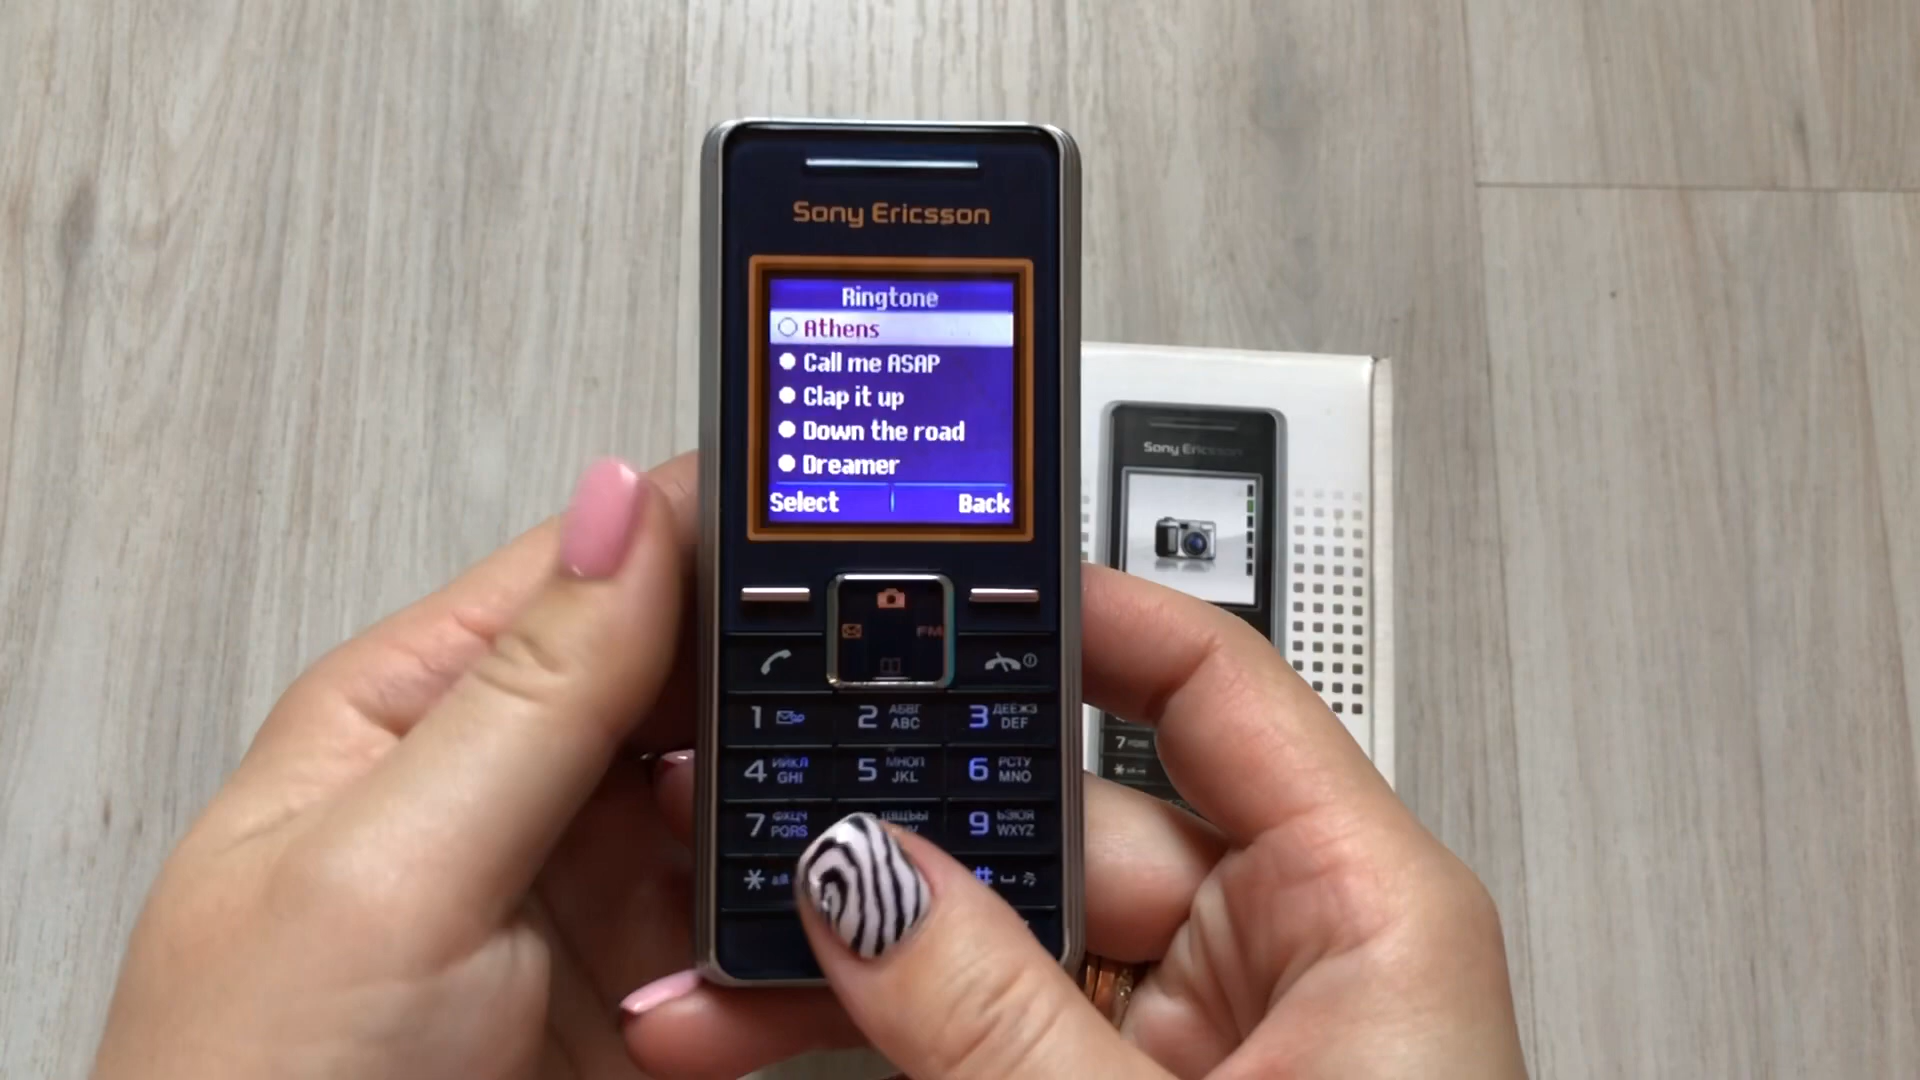 Sony Ericsson
Ringtone
Athens
Call me ASAP
Clap it up
Down the road
Dreamer
Select Back
FM
1 2 АБВГ ABC 3 ДЕЁЖЗ DEF
4 ИЙКЛ GHI 5 МНОП JKL 6 РСТУ MNO
7 ФХЦЧ PQRS 9 ЬЭЮЯ WXYZ
* #
Sony Ericsson
7
*